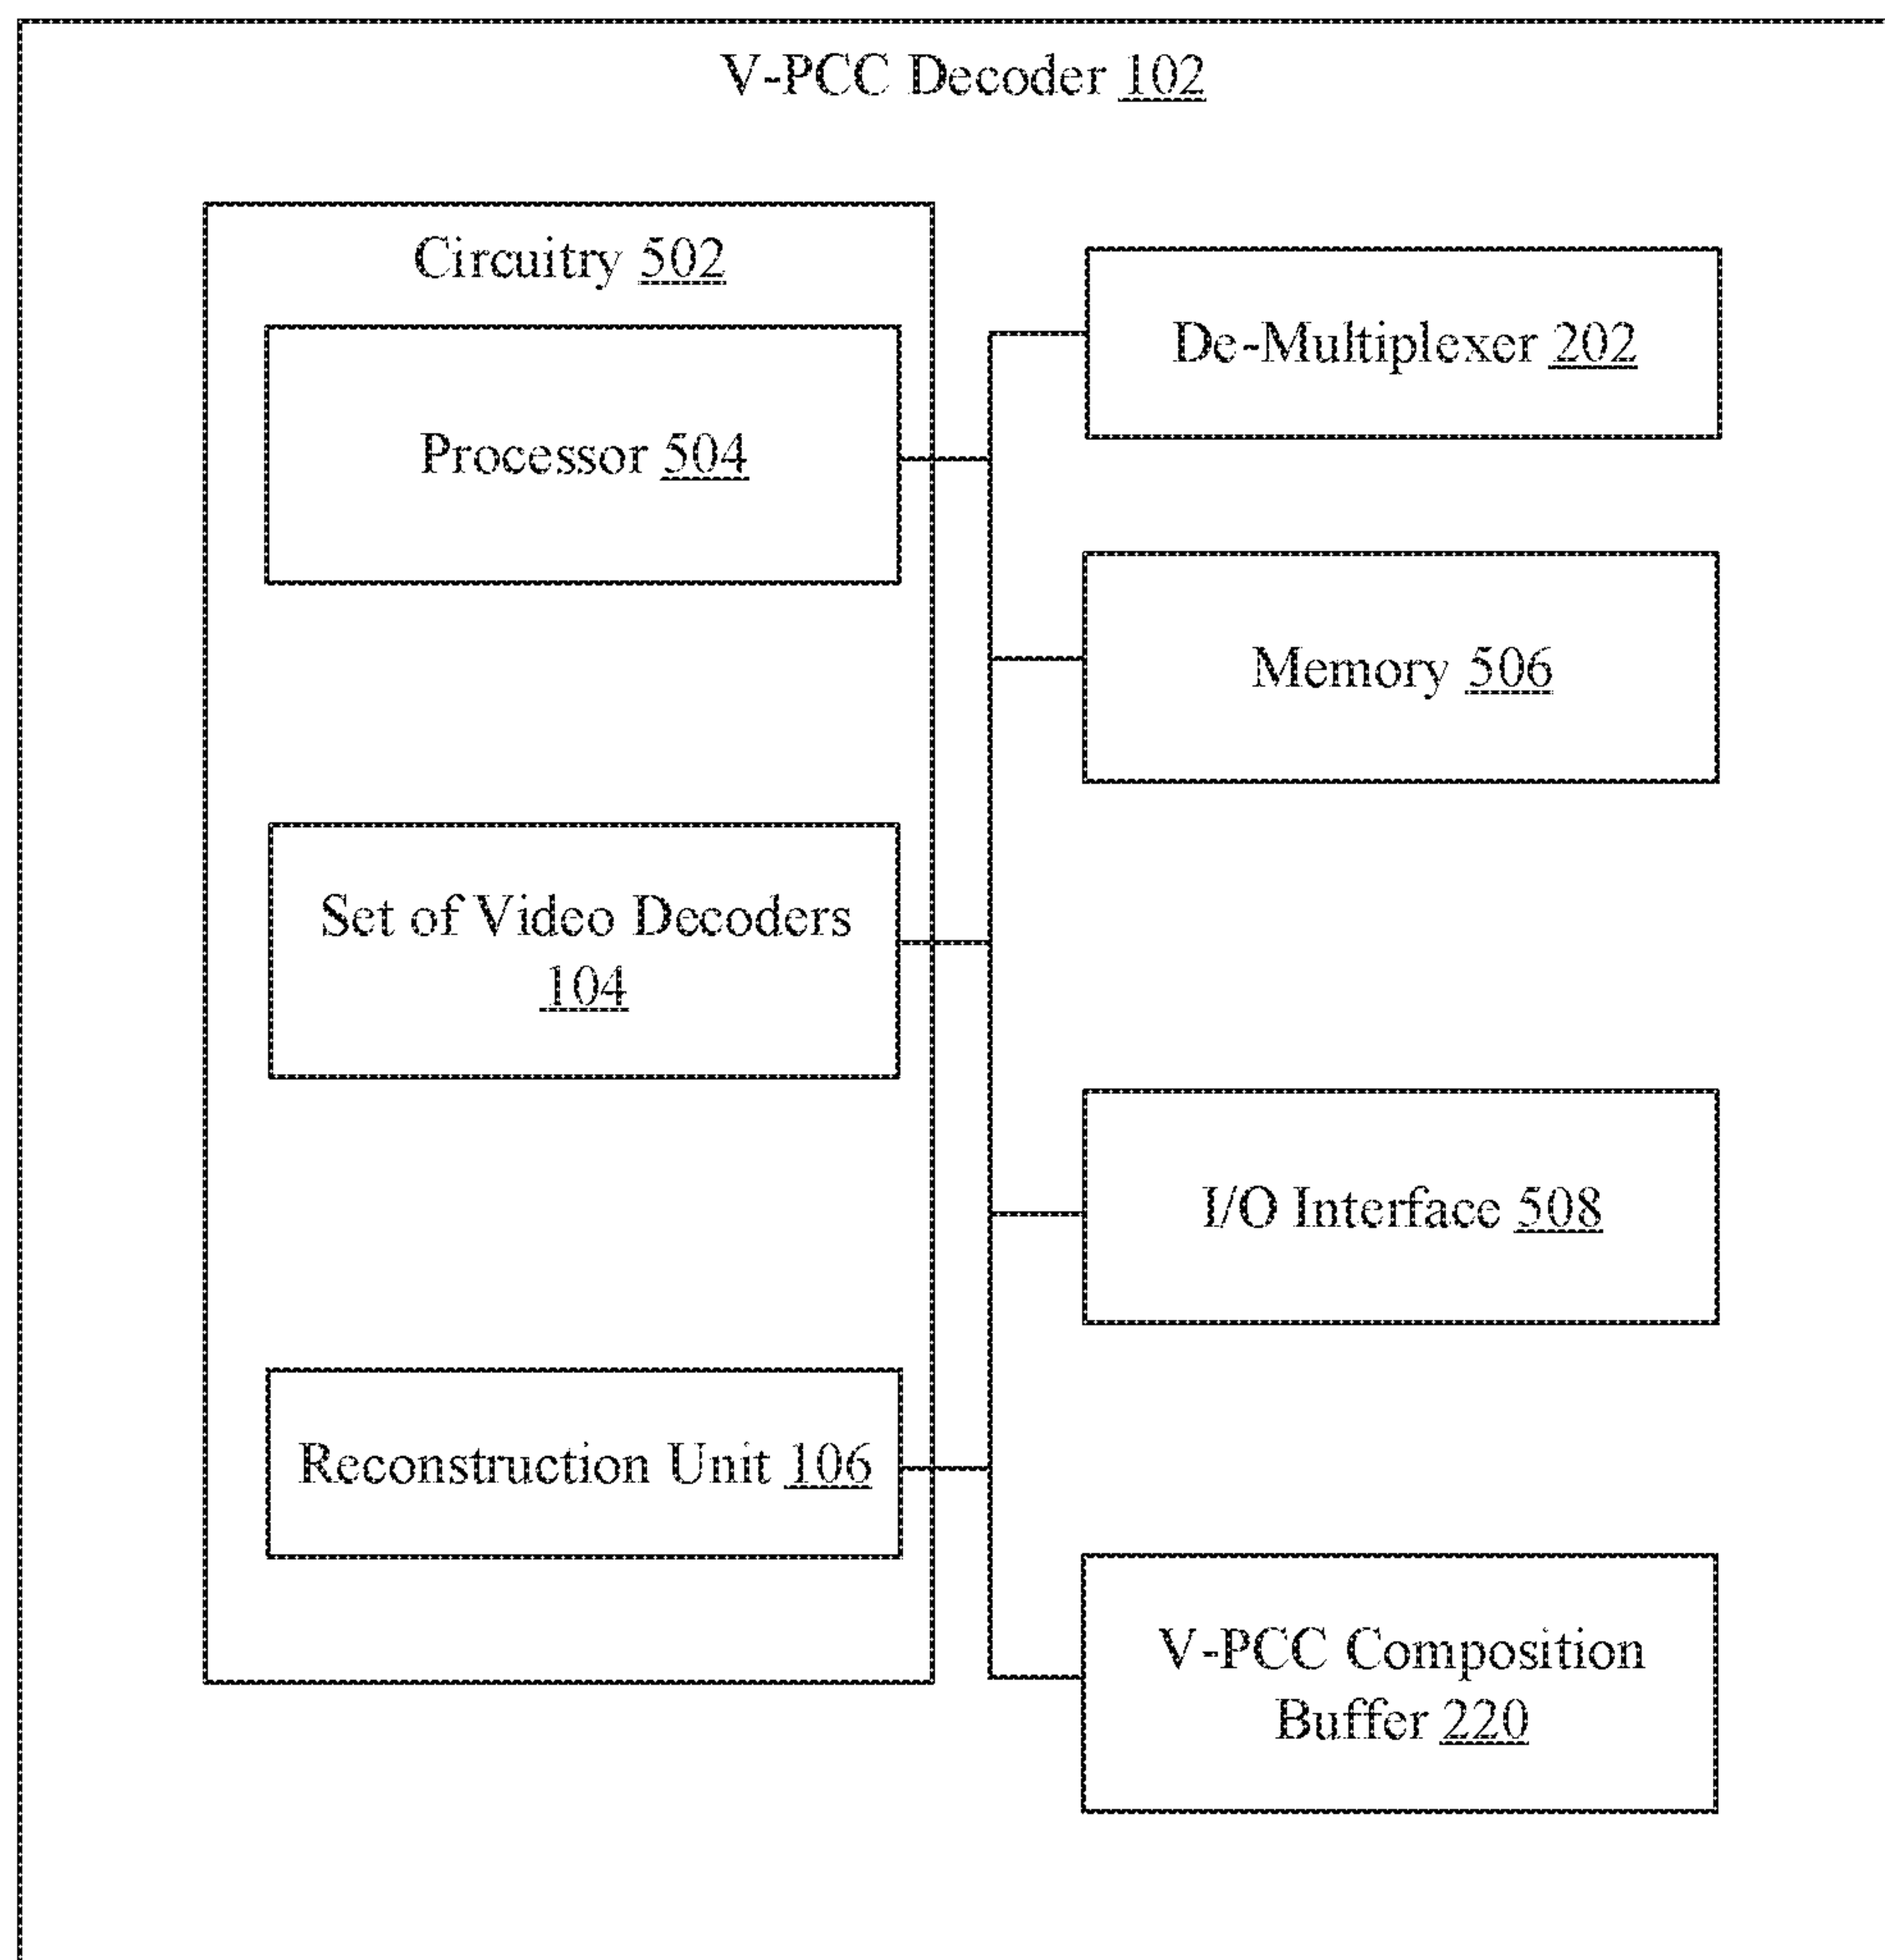 V-PCC Decoder 102
Circuitry 502
Processor 504
Set of Video Decoders
104
Reconstruction Unit 106
De-Multiplexer 202
Memory 506
I/O Interface 508
V-PCC Composition
Buffer 220